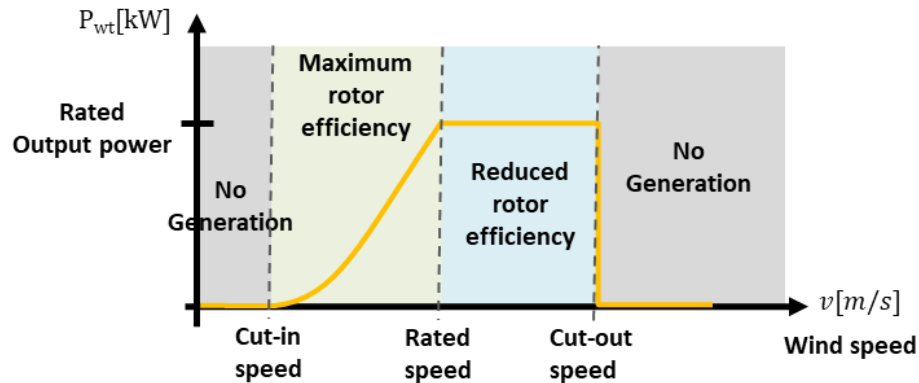 P_wt[kW]
Rated
Output power
No
Generation
Maximum
rotor
efficiency
Reduced
rotor
efficiency
No
Generation
Cut-in
speed
Rated
speed
Cut-out
speed
v[m/s]
Wind speed